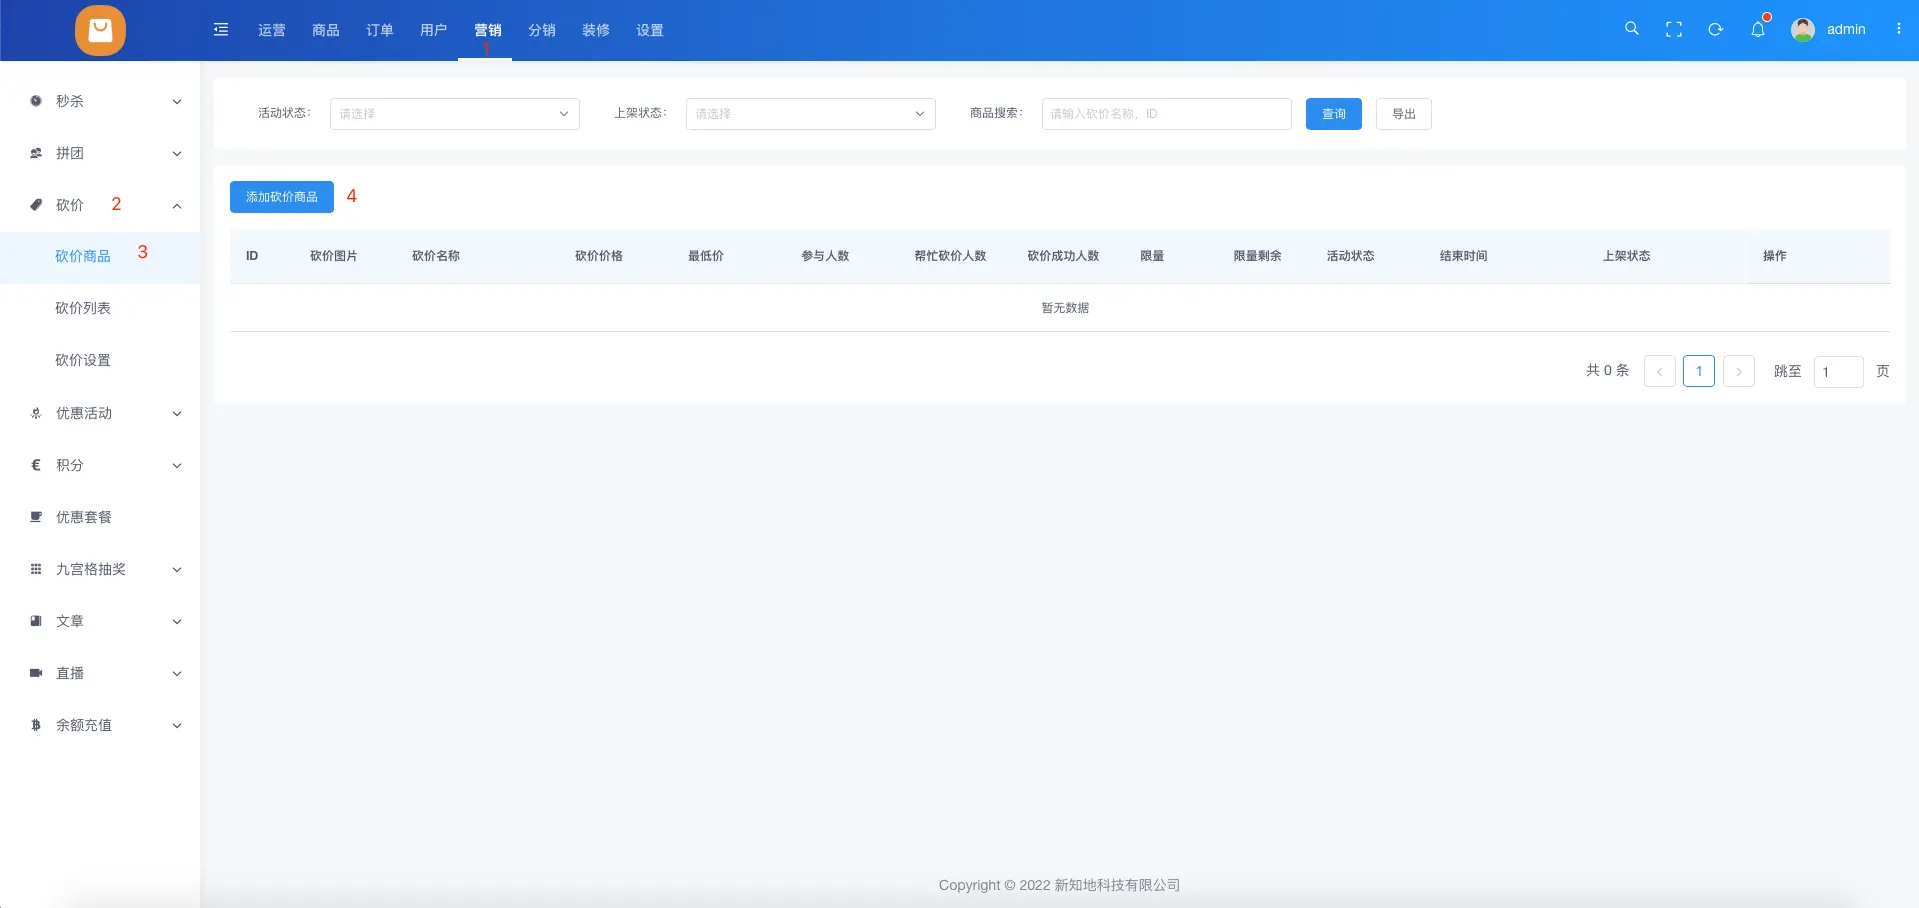 运营 商品 订单 用户 营销 分销 装修 设置 admin
1
秒杀
活动状态: 请选择 上架状态: 请选择 商品搜索: 请输入砍价名称, ID 查询 导出
拼团
砍价 2
添加砍价商品 4
砍价商品 3
ID 砍价图片 砍价名称 砍价价格 最低价 参与人数 帮忙砍价人数 砍价成功人数 限量 限量剩余 活动状态 结束时间 上架状态 操作
砍价列表
暂无数据
砍价设置
共 0 条 1 跳至 1 页
优惠活动
积分
优惠套餐
九宫格抽奖
文章
直播
余额充值
Copyright © 2022 新知地科技有限公司